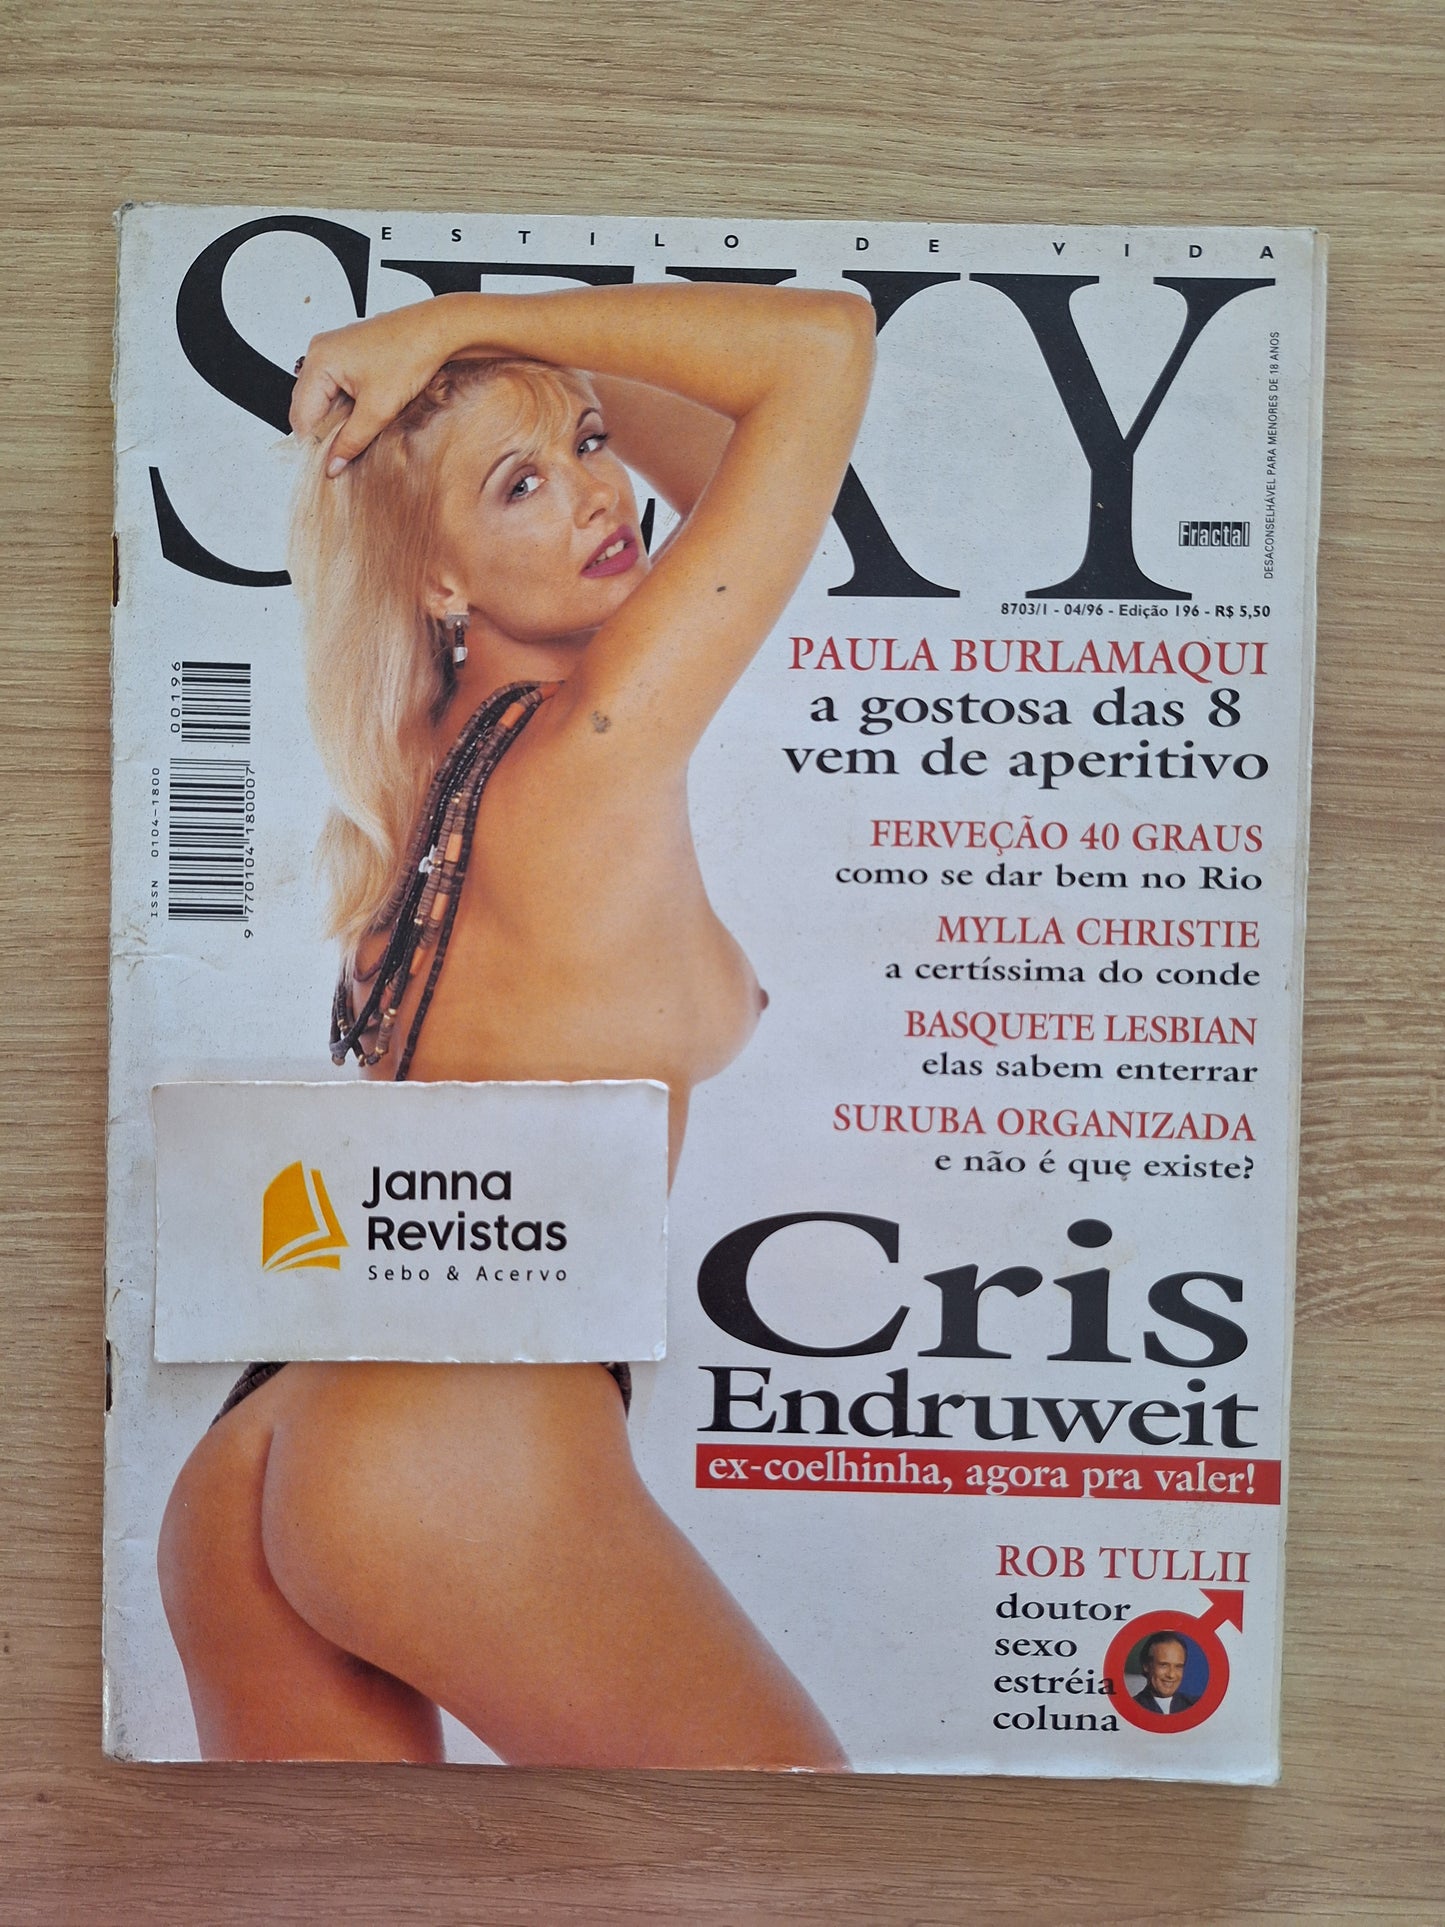 ESTILO DE VIDA
SEXY
DESACONSELHÁVEL PARA MENORES DE 18 ANOS
Fractal
8703/1 - 04/96 - Edição 196 - R$ 5,50
PAULA BURLAMAQUI
a gostosa das 8
vem de aperitivo
FERVEÇÃO 40 GRAUS
como se dar bem no Rio
MYLLA CHRISTIE
a certíssima do conde
BASQUETE LESBIAN
elas sabem enterrar
SURUBA ORGANIZADA
e não é que existe?
00196
ISSN 0104-1800
9 770104 180007
Janna
Revistas
Sebo & Acervo
Cris
Endruweit
ex-coelhinha, agora pra valer!
ROB TULLII
doutor
sexo
estréia
coluna